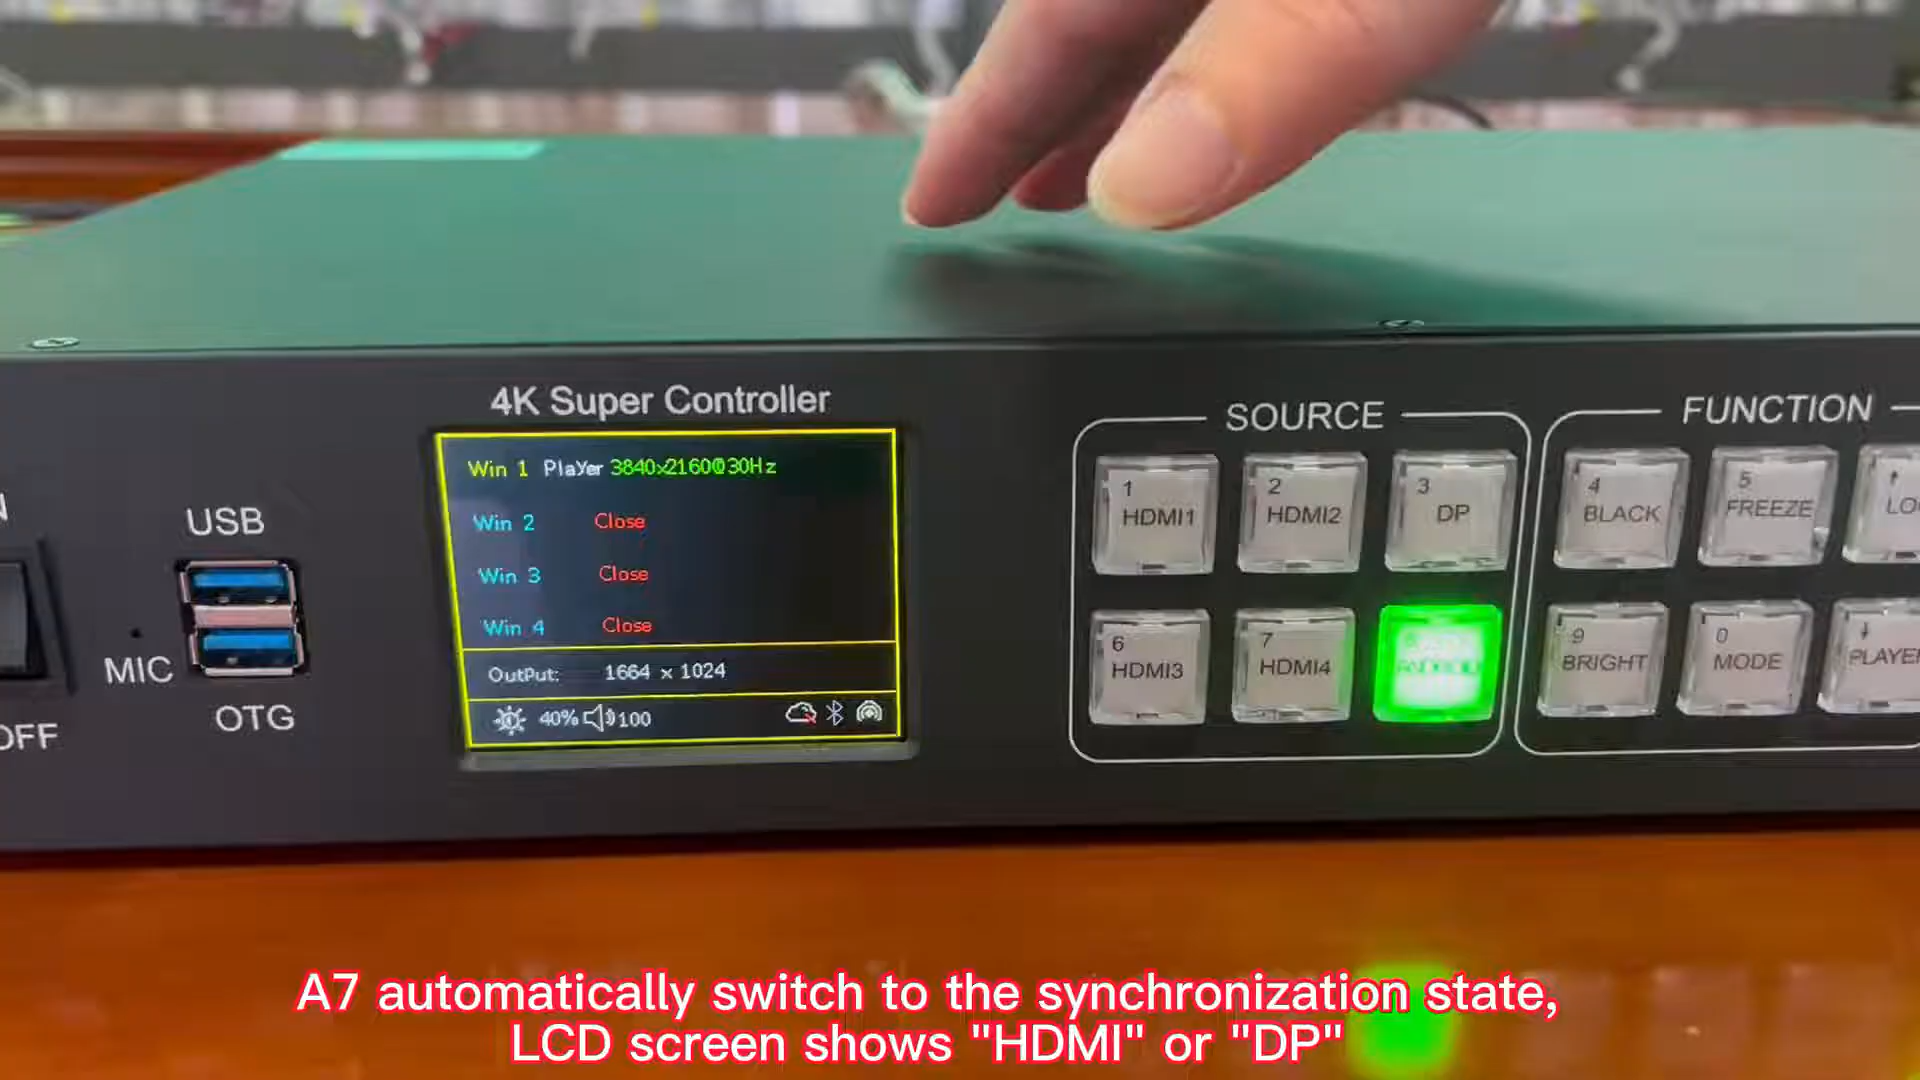 4K Super Controller
Win 1 Player 3840x2160@30Hz
Win 2 Close
Win 3 Close
Win 4 Close
OutPut: 1664 x 1024
40% 100
USB
MIC
OTG
OFF
SOURCE
1 HDMI1
2 HDMI2
3 DP
6 HDMI3
7 HDMI4
FUNCTION
4 BLACK
5 FREEZE
LO
9 BRIGHT
0 MODE
PLAYER
A7 automatically switch to the synchronization state,
LCD screen shows "HDMI" or "DP"